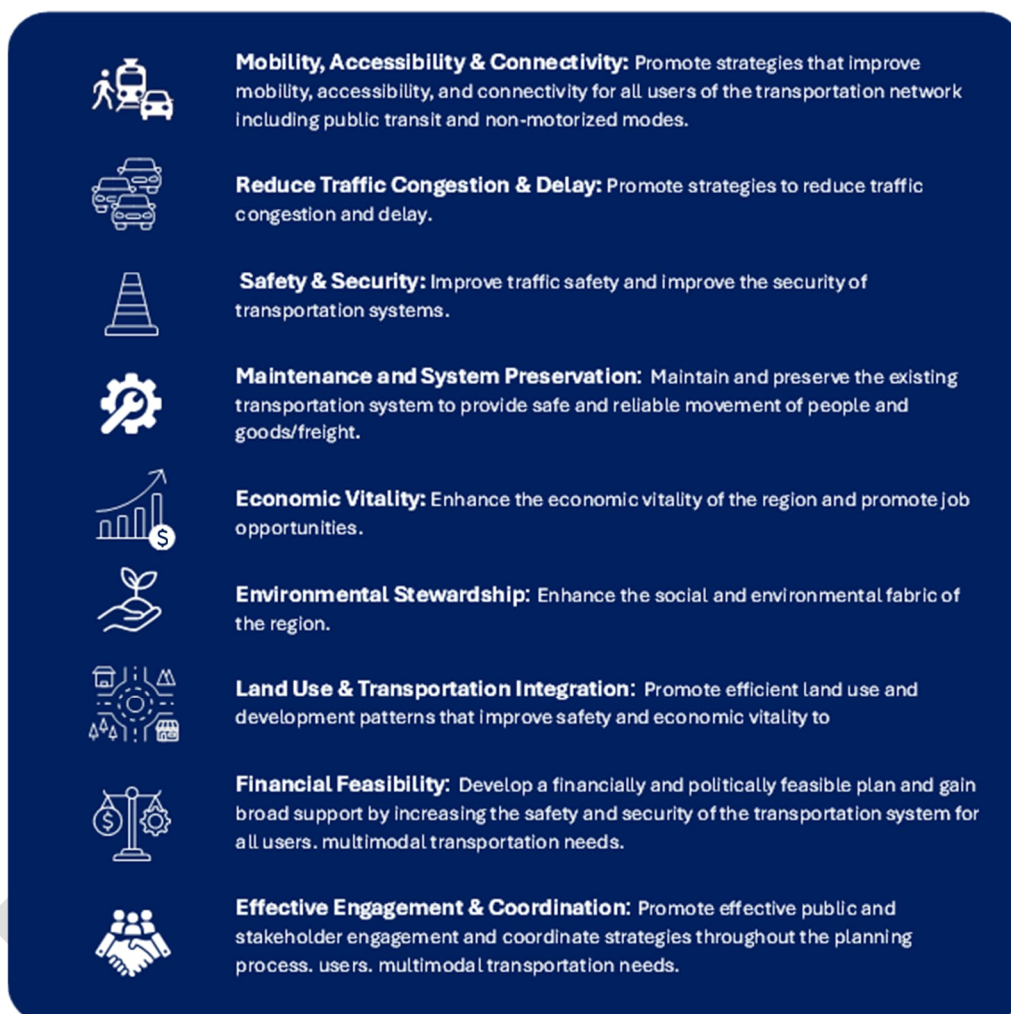 Mobility, Accessibility & Connectivity: Promote strategies that improve
mobility, accessibility, and connectivity for all users of the transportation network
including public transit and non-motorized modes.
Reduce Traffic Congestion & Delay: Promote strategies to reduce traffic
congestion and delay.
Safety & Security: Improve traffic safety and improve the security of
transportation systems.
Maintenance and System Preservation: Maintain and preserve the existing
transportation system to provide safe and reliable movement of people and
goods/freight.
$
Economic Vitality: Enhance the economic vitality of the region and promote job
opportunities.
Environmental Stewardship: Enhance the social and environmental fabric of
the region.
Land Use & Transportation Integration: Promote efficient land use and
development patterns that improve safety and economic vitality to
$
Financial Feasibility: Develop a financially and politically feasible plan and gain
broad support by increasing the safety and security of the transportation system for
all users. multimodal transportation needs.
Effective Engagement & Coordination: Promote effective public and
stakeholder engagement and coordinate strategies throughout the planning
process. users. multimodal transportation needs.